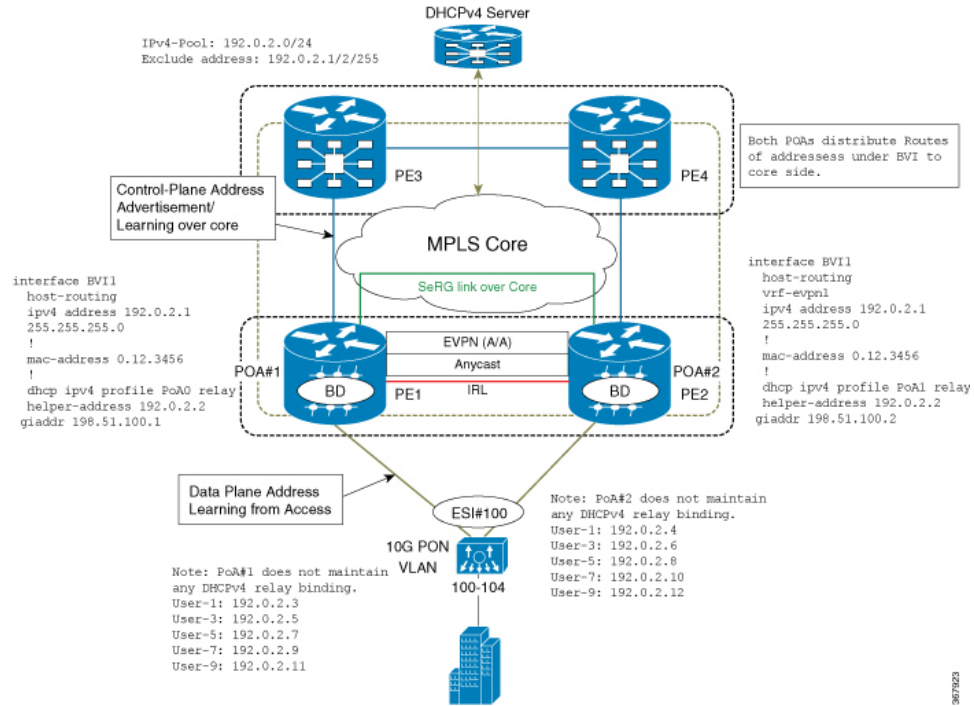 DHCPv4 Server
IPv4-Pool: 192.0.2.0/24
Exclude address: 192.0.2.1/2/255
Both POAs distribute Routes
of addressess under BVI to
core side.
PE3
PE4
Control-Plane Address
Advertisement/
Learning over core
MPLS Core
SeRG link over Core
interface BVI1
host-routing
ipv4 address 192.0.2.1
255.255.255.0
!
mac-address 0.12.3456
!
dhcp ipv4 profile PoA0 relay
helper-address 192.0.2.2
giaddr 198.51.100.1
interface BVI1
host-routing
vrf-evpn1
ipv4 address 192.0.2.1
255.255.255.0
!
mac-address 0.12.3456
!
dhcp ipv4 profile PoA1 relay
helper-address 192.0.2.2
giaddr 198.51.100.2
EVPN (A/A)
Anycast
IRL
POA#1
BD
PE1
POA#2
BD
PE2
Data Plane Address
Learning from Access
ESI#100
10G PON
VLAN
100-104
Note: PoA#2 does not maintain
any DHCPv4 relay binding.
User-1: 192.0.2.4
User-3: 192.0.2.6
User-5: 192.0.2.8
User-7: 192.0.2.10
User-9: 192.0.2.12
Note: PoA#1 does not maintain
any DHCPv4 relay binding.
User-1: 192.0.2.3
User-3: 192.0.2.5
User-5: 192.0.2.7
User-7: 192.0.2.9
User-9: 192.0.2.11
367923